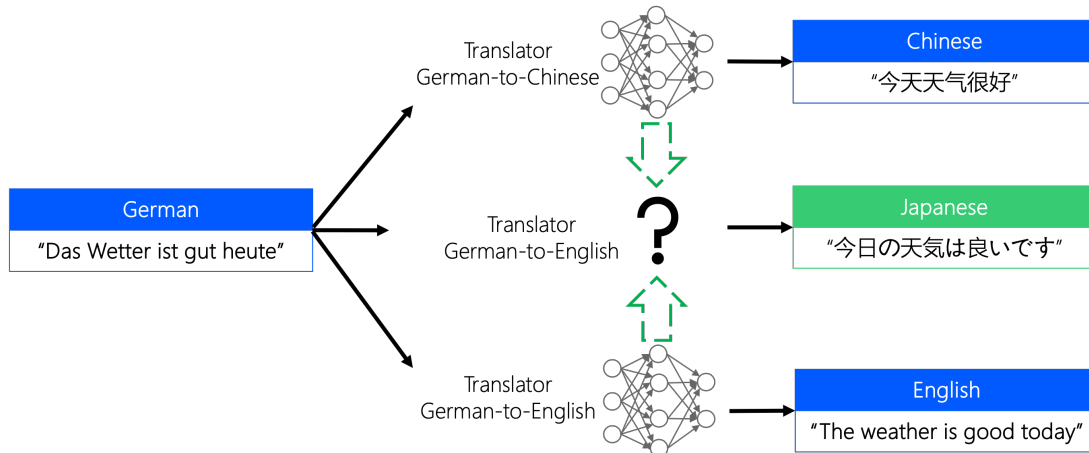 Translator
German-to-Chinese
Chinese
“今天天气很好”
German
“Das Wetter ist gut heute”
Translator
German-to-English
?
Japanese
“今日の天気は良いです”
Translator
German-to-English
English
“The weather is good today”